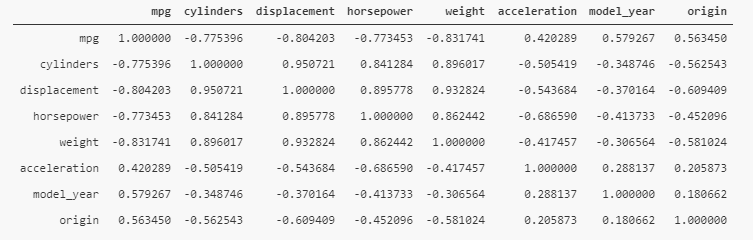 mpg cylinders displacement horsepower weight acceleration model_year origin
mpg 1.000000 -0.775396 -0.804203 -0.773453 -0.831741 0.420289 0.579267 0.563450
cylinders -0.775396 1.000000 0.950721 0.841284 0.896017 -0.505419 -0.348746 -0.562543
displacement -0.804203 0.950721 1.000000 0.895778 0.932824 -0.543684 -0.370164 -0.609409
horsepower -0.773453 0.841284 0.895778 1.000000 0.862442 -0.686590 -0.413733 -0.452096
weight -0.831741 0.896017 0.932824 0.862442 1.000000 -0.417457 -0.306564 -0.581024
acceleration 0.420289 -0.505419 -0.543684 -0.686590 -0.417457 1.000000 0.288137 0.205873
model_year 0.579267 -0.348746 -0.370164 -0.413733 -0.306564 0.288137 1.000000 0.180662
origin 0.563450 -0.562543 -0.609409 -0.452096 -0.581024 0.205873 0.180662 1.000000